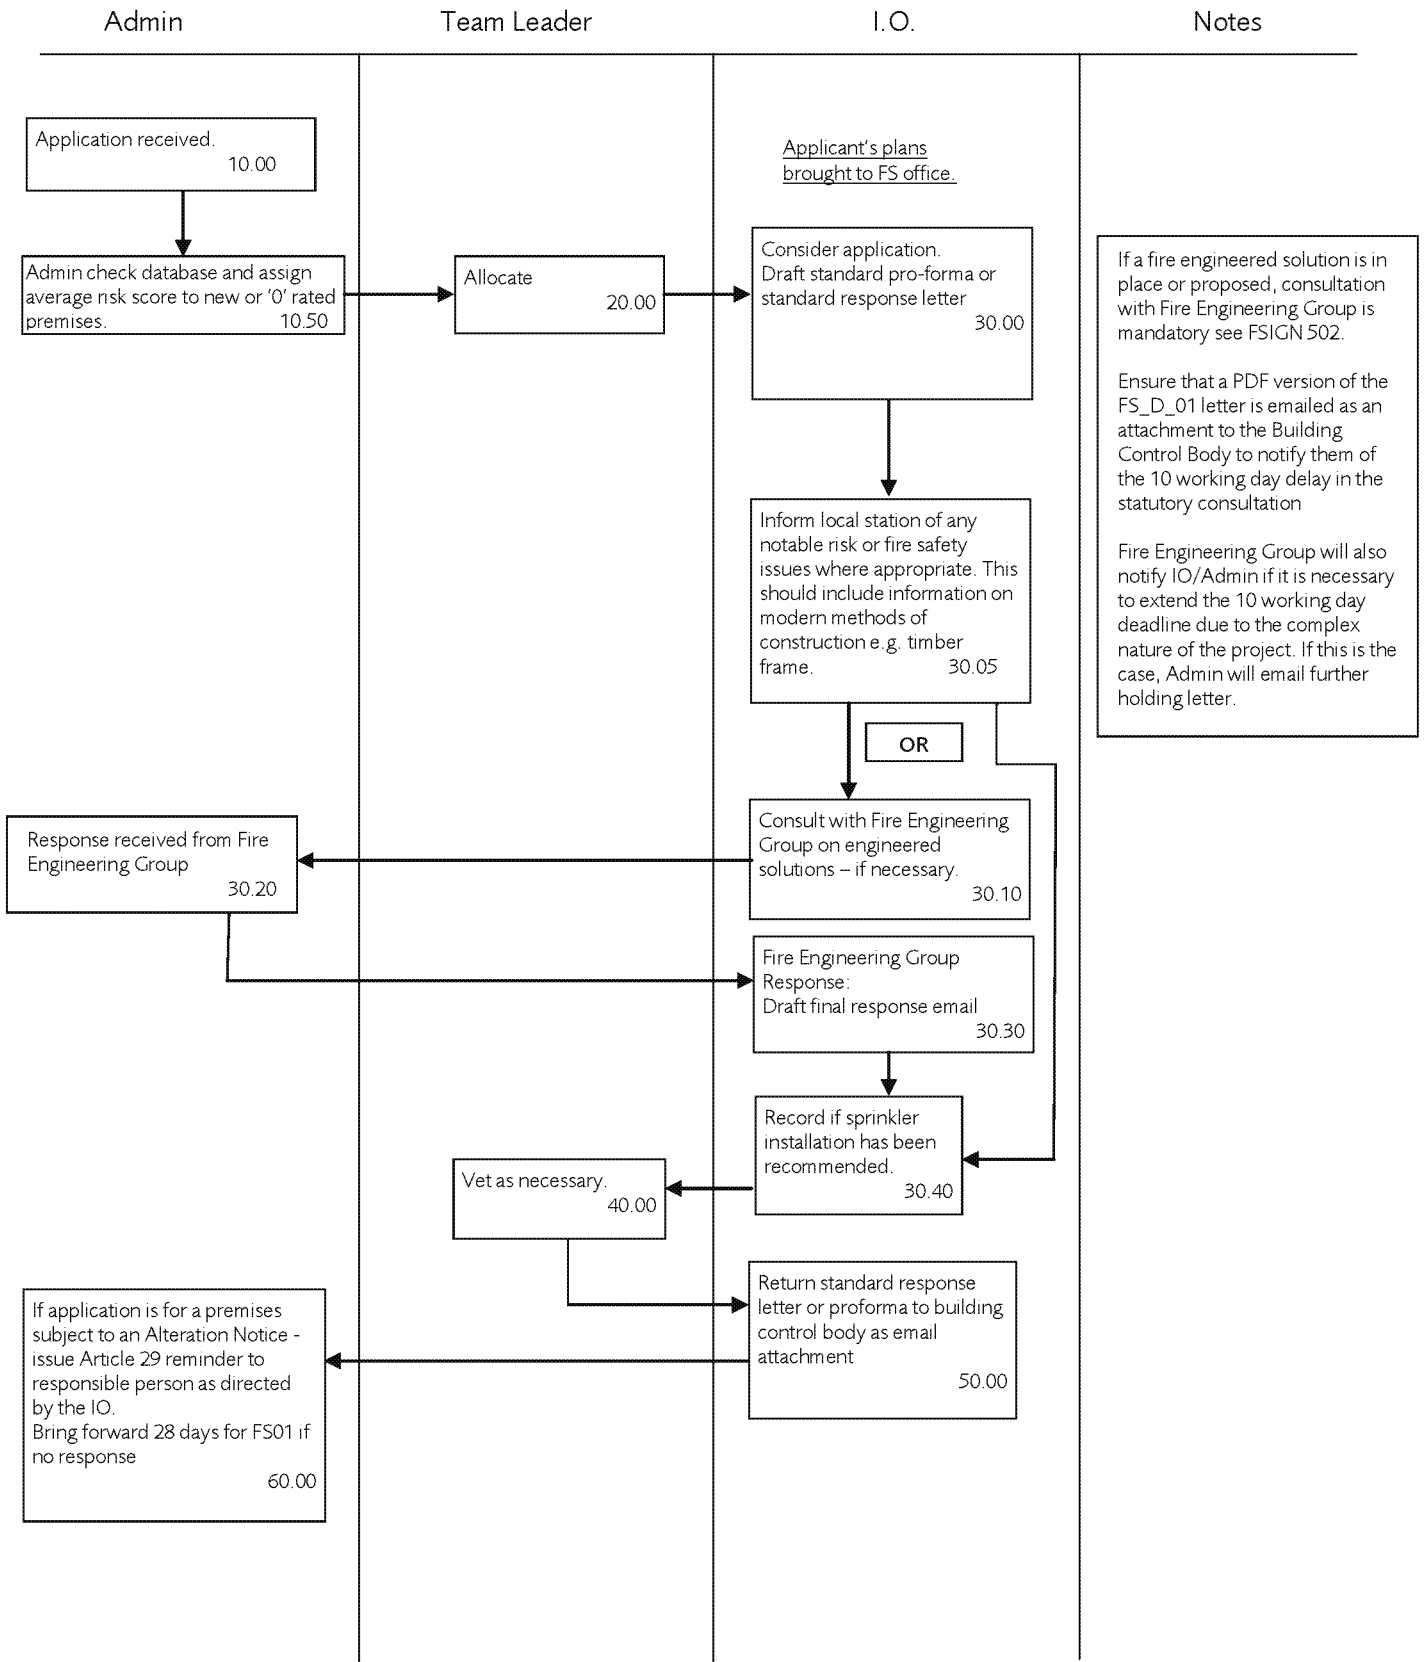 Admin
Team Leader
I.O.
Notes
Application received.
10.00
Applicant's plans
brought to FS office.
Admin check database and assign
average risk score to new or '0' rated
premises. 10.50
Allocate
20.00
Consider application.
Draft standard pro-forma or
standard response letter
30.00
If a fire engineered solution is in
place or proposed, consultation
with Fire Engineering Group is
mandatory see FSIGN 502.
Ensure that a PDF version of the
FS_D_01 letter is emailed as an
attachment to the Building
Control Body to notify them of
the 10 working day delay in the
statutory consultation
Fire Engineering Group will also
notify IO/Admin if it is necessary
to extend the 10 working day
deadline due to the complex
nature of the project. If this is the
case, Admin will email further
holding letter.
Inform local station of any
notable risk or fire safety
issues where appropriate. This
should include information on
modern methods of
construction e.g. timber
frame. 30.05
OR
Consult with Fire Engineering
Group on engineered
solutions – if necessary.
30.10
Response received from Fire
Engineering Group
30.20
Fire Engineering Group
Response:
Draft final response email
30.30
Record if sprinkler
installation has been
recommended.
30.40
Vet as necessary.
40.00
Return standard response
letter or proforma to building
control body as email
attachment
50.00
If application is for a premises
subject to an Alteration Notice -
issue Article 29 reminder to
responsible person as directed
by the IO.
Bring forward 28 days for FS01 if
no response
60.00